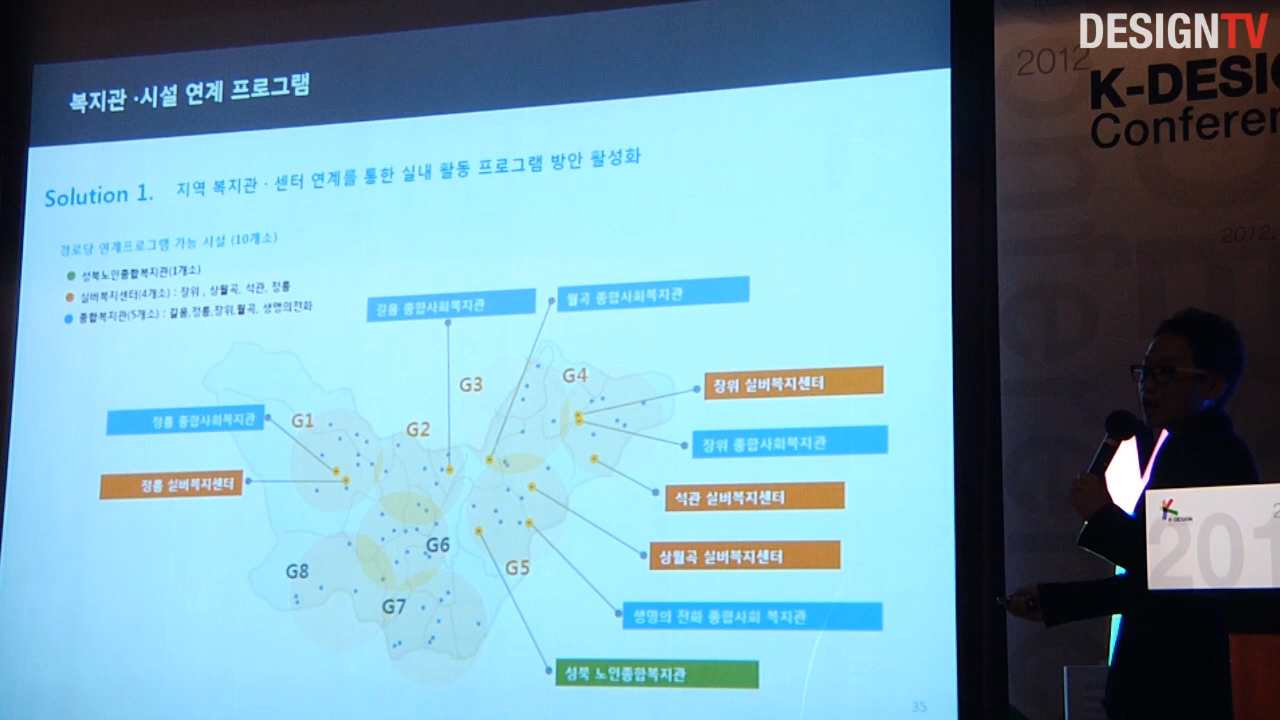 DESIGNTV
2012
K-DESI
Conferen
복지관 ·시설 연계 프로그램
Solution 1. 지역 복지관 · 센터 연계를 통한 실내 활동 프로그램 방안 활성화
경로당 연계프로그램 가능 시설 (10개소)
성북노인종합복지관(1개소)
실버복지센터(4개소) : 장위 , 상월곡, 석관, 정릉
종합복지관(5개소) : 길음,정릉,장위,월곡, 생명의전화
길음 종합사회복지관
월곡 종합사회복지관
G3
G4
장위 실버복지센터
정릉 종합사회복지관
G1
G2
장위 종합사회복지관
정릉 실버복지센터
석관 실버복지센터
G6
상월곡 실버복지센터
G8
G5
G7
생명의 전화 종합사회 복지관
성북 노인종합복지관
35
K-DESIGN
201